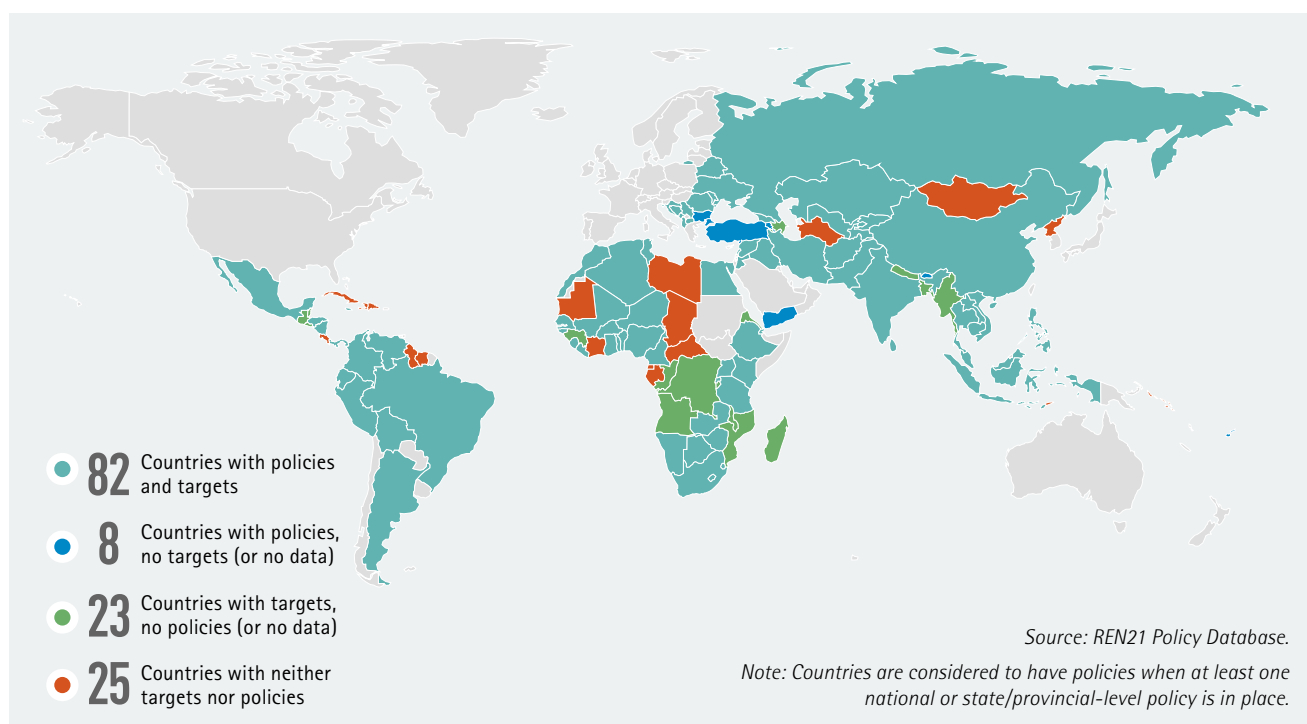 82 Countries with policies
and targets
8 Countries with policies,
no targets (or no data)
23 Countries with targets,
no policies (or no data)
25 Countries with neither
targets nor policies
Source: REN21 Policy Database.
Note: Countries are considered to have policies when at least one
national or state/provincial-level policy is in place.